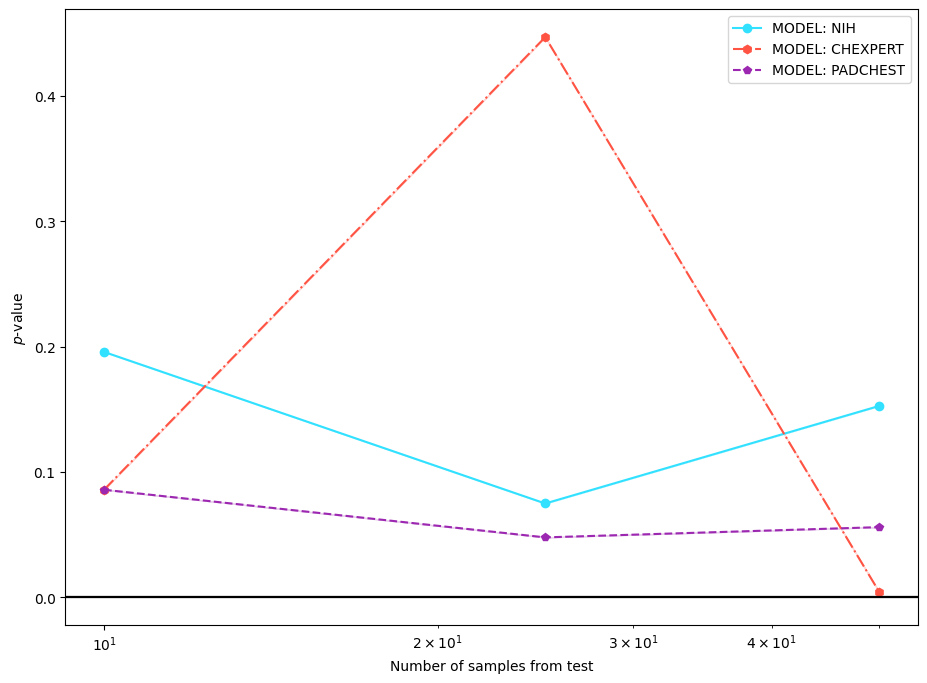 MODEL: NIH
MODEL: CHEXPERT
MODEL: PADCHEST
0.4
0.3
0.2
0.1
0.0
p-value
10¹ 2 × 10¹ 3 × 10¹ 4 × 10¹
Number of samples from test